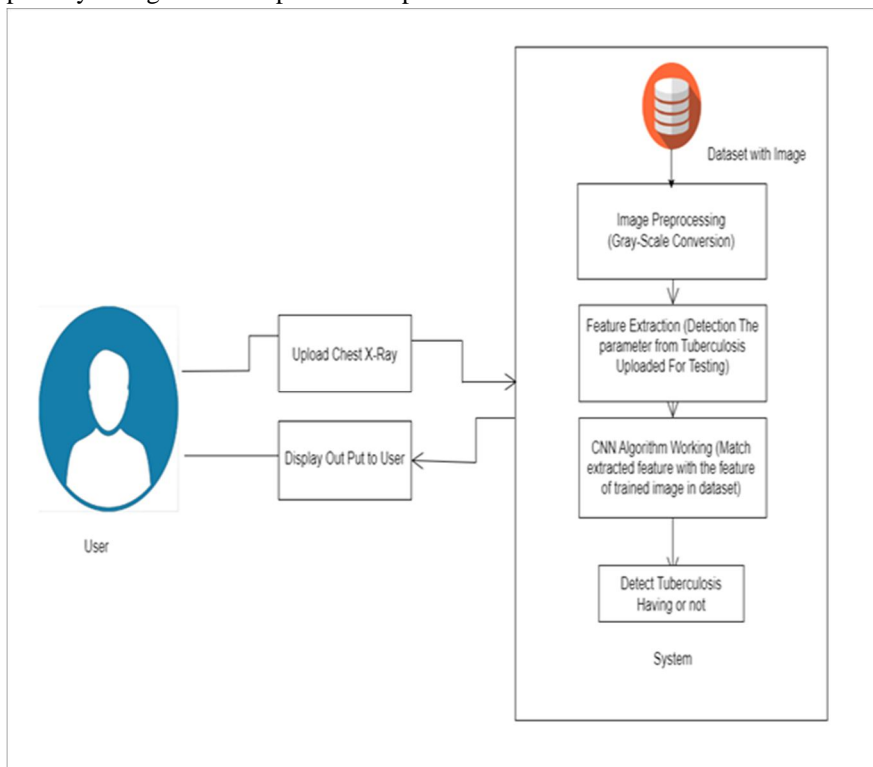 Dataset with Image
Image Preprocessing
(Gray-Scale Conversion)
Feature Extraction (Detection The
parameter from Tuberculosis
Uploaded For Testing)
Upload Chest X-Ray
CNN Algorithm Working (Match
extracted feature with the feature
of trained image in dataset)
Display Out Put to User
User
Detect Tuberculosis
Having or not
System